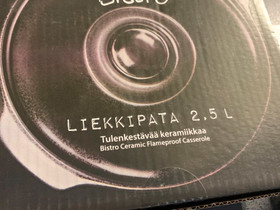 LIEKKIPATA 2.5 L
Tulenkestävää keramiikkaa
Bistro Ceramic Flameproof Casserole